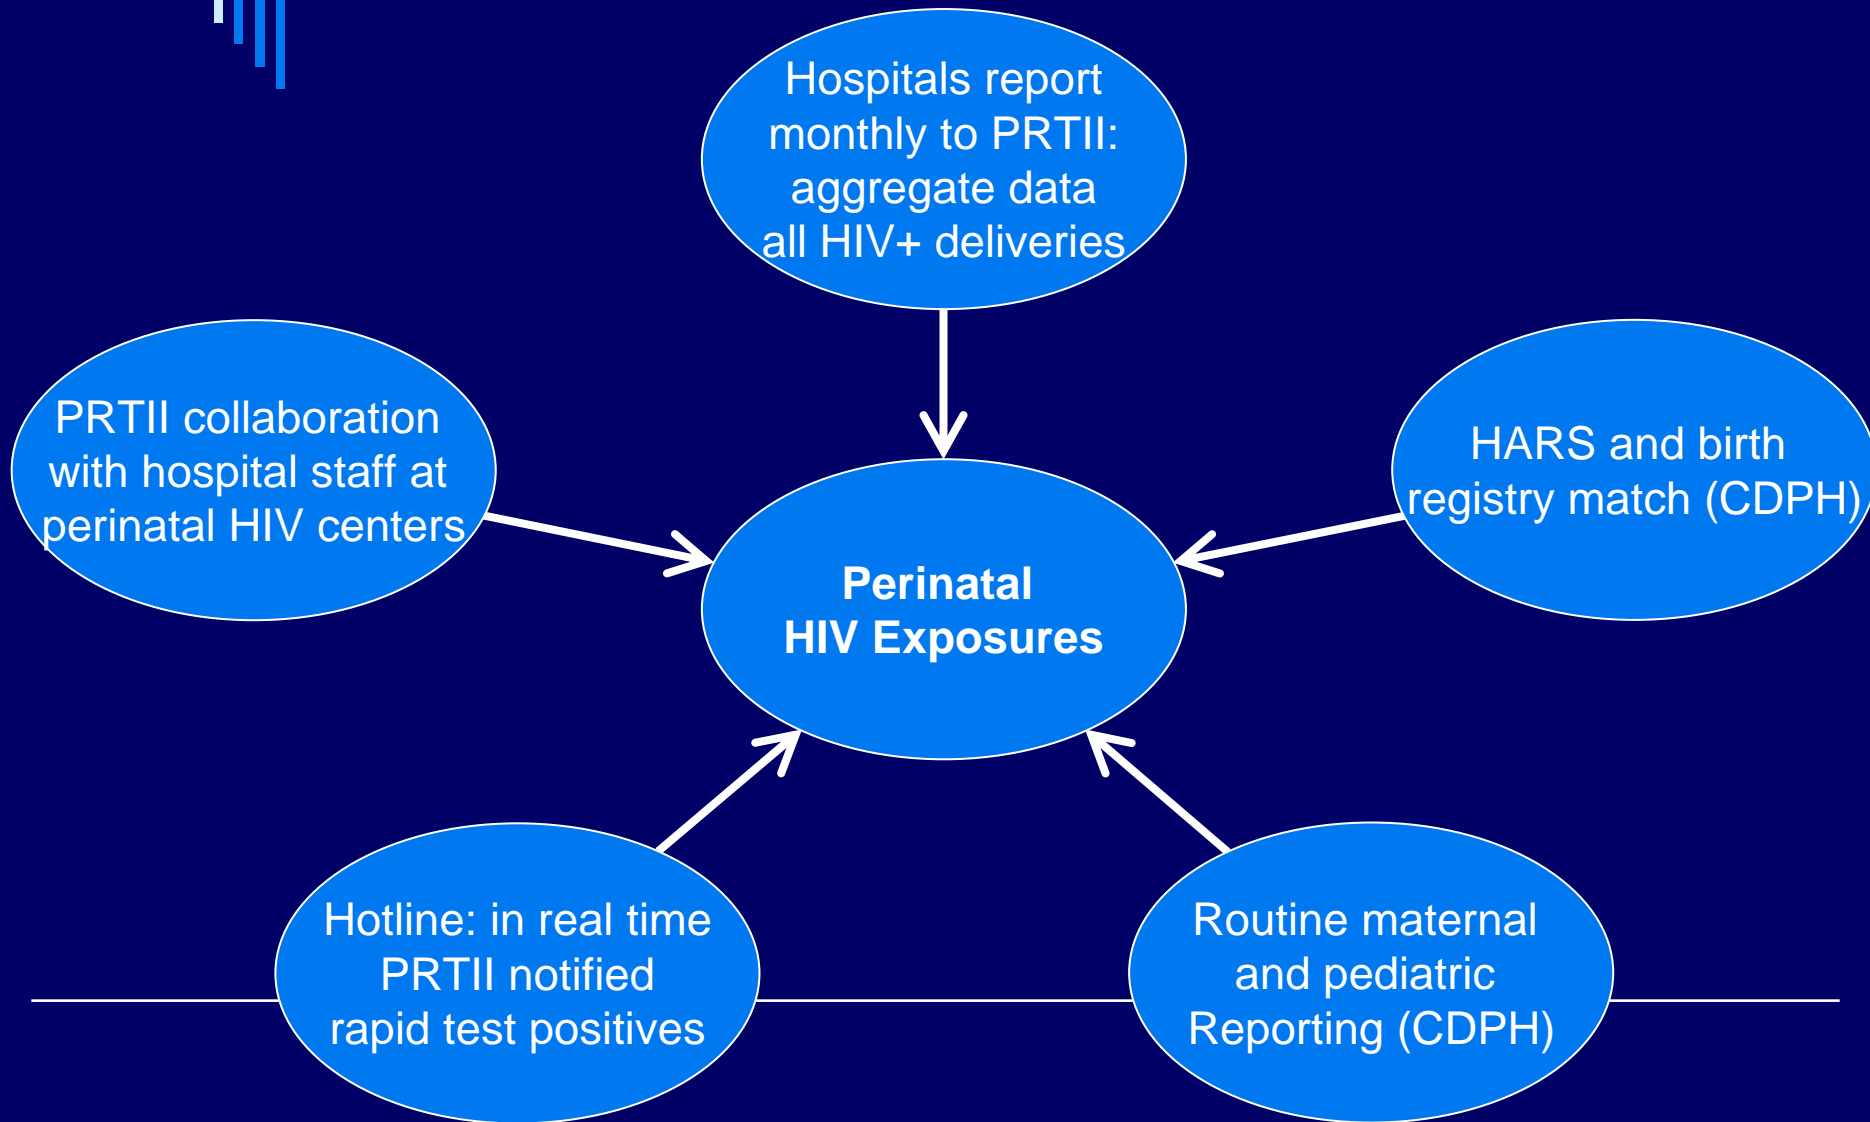 Hospitals report
monthly to PRTII:
aggregate data
all HIV+ deliveries
PRTII collaboration
with hospital staff at
perinatal HIV centers
HARS and birth
registry match (CDPH)
Perinatal
HIV Exposures
Hotline: in real time
PRTII notified
rapid test positives
Routine maternal
and pediatric
Reporting (CDPH)